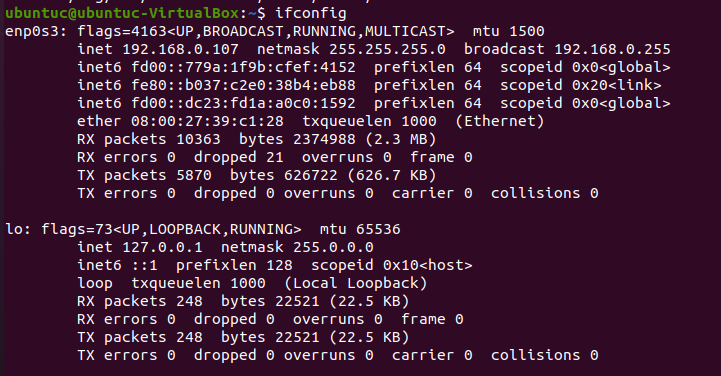 ubuntuc@ubuntuc-VirtualBox:~$ ifconfig
enp0s3: flags=4163<UP,BROADCAST,RUNNING,MULTICAST>  mtu 1500
        inet 192.168.0.107  netmask 255.255.255.0  broadcast 192.168.0.255
        inet6 fd00::779a:1f9b:cfef:4152  prefixlen 64  scopeid 0x0<global>
        inet6 fe80::b037:c2e0:38b4:eb88  prefixlen 64  scopeid 0x20<link>
        inet6 fd00::dc23:fd1a:a0c0:1592  prefixlen 64  scopeid 0x0<global>
        ether 08:00:27:39:c1:28  txqueuelen 1000  (Ethernet)
        RX packets 10363  bytes 2374988 (2.3 MB)
        RX errors 0  dropped 21  overruns 0  frame 0
        TX packets 5870  bytes 626722 (626.7 KB)
        TX errors 0  dropped 0 overruns 0  carrier 0  collisions 0

lo: flags=73<UP,LOOPBACK,RUNNING>  mtu 65536
        inet 127.0.0.1  netmask 255.0.0.0
        inet6 ::1  prefixlen 128  scopeid 0x10<host>
        loop  txqueuelen 1000  (Local Loopback)
        RX packets 248  bytes 22521 (22.5 KB)
        RX errors 0  dropped 0  overruns 0  frame 0
        TX packets 248  bytes 22521 (22.5 KB)
        TX errors 0  dropped 0 overruns 0  carrier 0  collisions 0